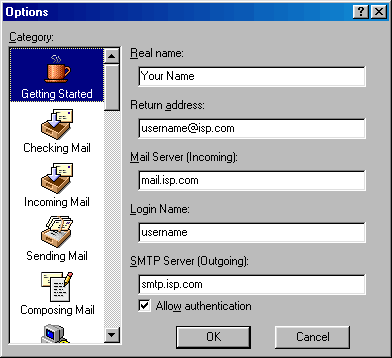 Options
Category:
Getting Started
Checking Mail
Incoming Mail
Sending Mail
Composing Mail
Real name:
Your Name
Return address:
username@isp.com
Mail Server (Incoming):
mail.isp.com
Login Name:
username
SMTP Server (Outgoing):
smtp.isp.com
Allow authentication
OK
Cancel